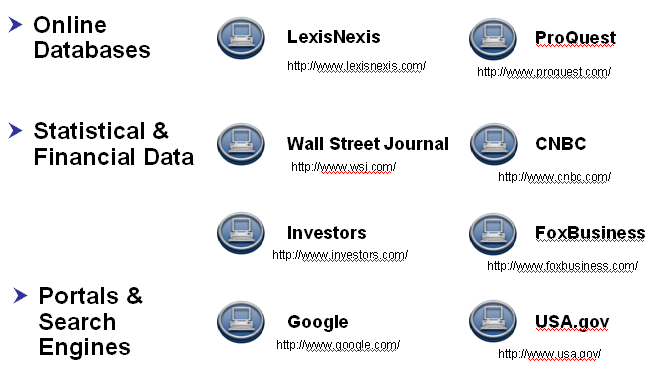 Online
Databases
LexisNexis
http://www.lexisnexis.com/
ProQuest
http://www.proquest.com/
Statistical &
Financial Data
Wall Street Journal
http://www.wsj.com/
CNBC
http://www.cnbc.com/
Investors
http://www.investors.com/
FoxBusiness
http://www.foxbusiness.com/
Portals &
Search
Engines
Google
http://www.google.com/
USA.gov
http://www.usa.gov/